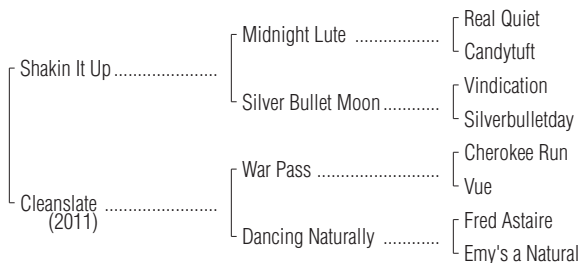 Real Quiet
Midnight Lute ..................
Candytuft
Shakin It Up ......................
Vindication
Silver Bullet Moon ............
Silverbulletday
Cherokee Run
War Pass ..........................
Vue
Cleanslate ........................
(2011)
Fred Astaire
Dancing Naturally ............
Emy's a Natural